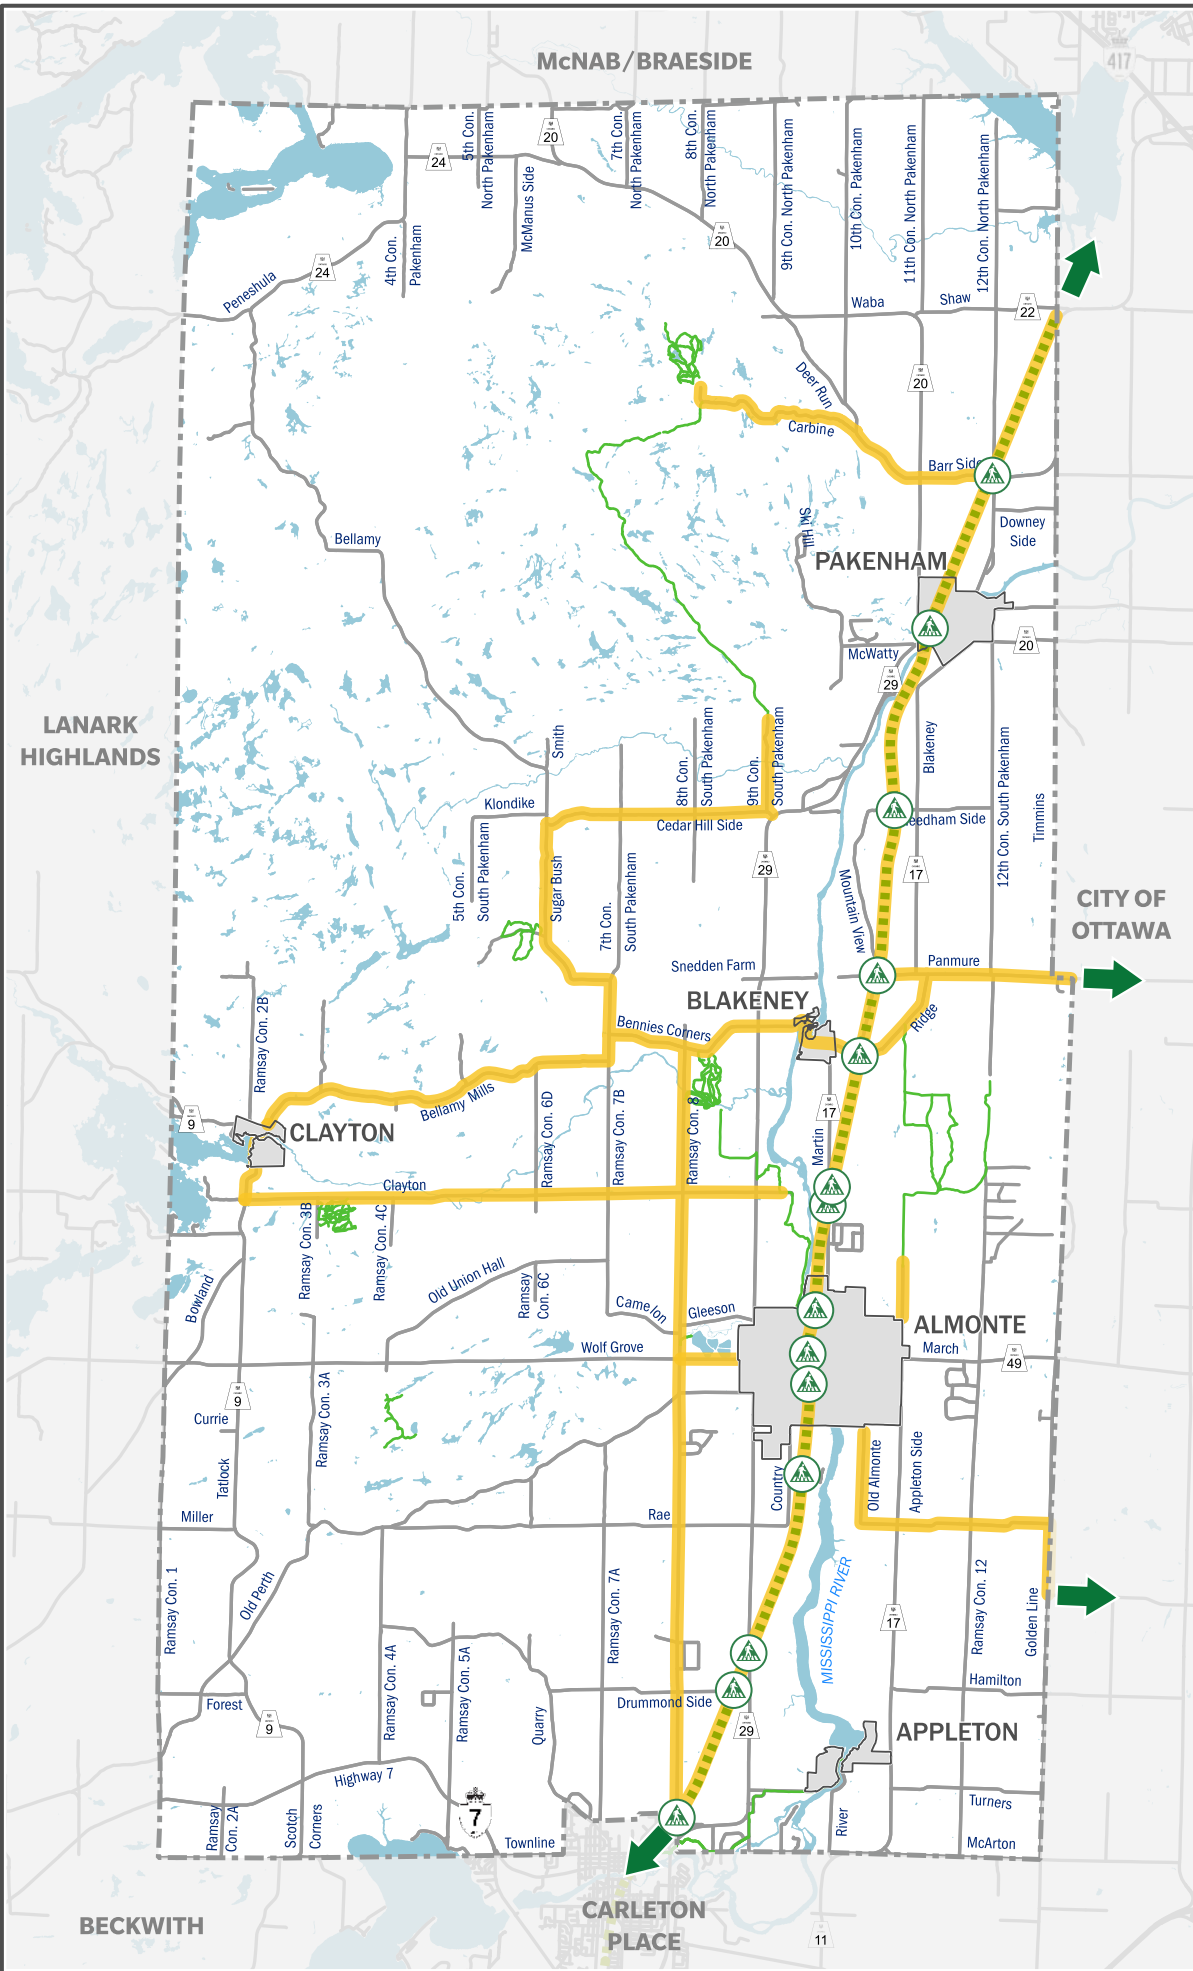 McNAB/BRAESIDE
417
5th Con.
North Pakenham
20
7th Con.
North Pakenham
8th Con.
North Pakenham
9th Con. North Pakenham
10th Con. Pakenham
11th Con. North Pakenham
12th Con. North Pakenham
24
McManus Side
4th Con.
Pakenham
20
24
Peneshula
Waba
Shaw
22
Deer Run
20
Carbine
Barr Side
Ski Hill
Downey
Side
Bellamy
PAKENHAM
20
McWatty
29
LANARK
HIGHLANDS
Smith
8th Con.
South Pakenham
9th Con.
South Pakenham
Blakeney
12th Con. South Pakenham
Timmins
Klondike
Cedar Hill Side
eedham Side
5th Con.
South Pakenham
Sugar Bush
7th Con.
South Pakenham
29
Mountain View
17
CITY OF
OTTAWA
Snedden Farm
Panmure
BLAKENEY
Ramsay Con. 2B
Bennies Corners
Ridge
9
CLAYTON
Bellamy Mills
Ramsay Con. 6D
Ramsay Con. 7B
Ramsay Con. 8
17
Martin
Clayton
Ramsay Con. 3B
Ramsay Con. 4C
Bowland
Old Union Hall
Ramsay
Con. 6C
Camelon
Gleeson
ALMONTE
Wolf Grove
March
49
9
Ramsay Con. 3A
Currie
Tatlock
Country
Old Almonte
Appleton Side
Miller
Rae
Ramsay Con. 1
Old Perth
Ramsay Con. 7A
MISSISSIPPI RIVER
17
Ramsay Con. 12
Golden Line
Ramsay Con. 4A
Ramsay Con. 5A
Hamilton
Forest
9
Quarry
Drummond Side
29
APPLETON
Highway 7
7
Ramsay
Con. 2A
Scotch
Corners
Townline
River
Turners
McArton
BECKWITH
CARLETON
PLACE
11